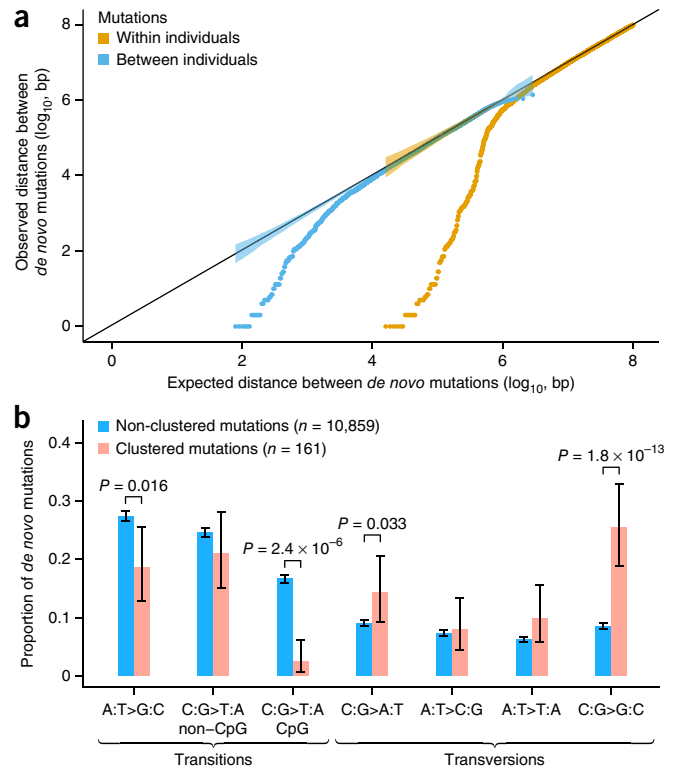 a
Mutations
Within individuals
Between individuals
Observed distance between
de novo mutations (log10, bp)
8
6
4
2
0
0 2 4 6 8
Expected distance between de novo mutations (log10, bp)
b
Non-clustered mutations (n = 10,859)
Clustered mutations (n = 161)
Proportion of de novo mutations
0.4
0.3
0.2
0.1
0
P = 0.016
P = 2.4 × 10−6
P = 0.033
P = 1.8 × 10−13
A:T>G:C
C:G>T:A
non−CpG
C:G>T:A
CpG
C:G>A:T
A:T>C:G
A:T>T:A
C:G>G:C
Transitions
Transversions